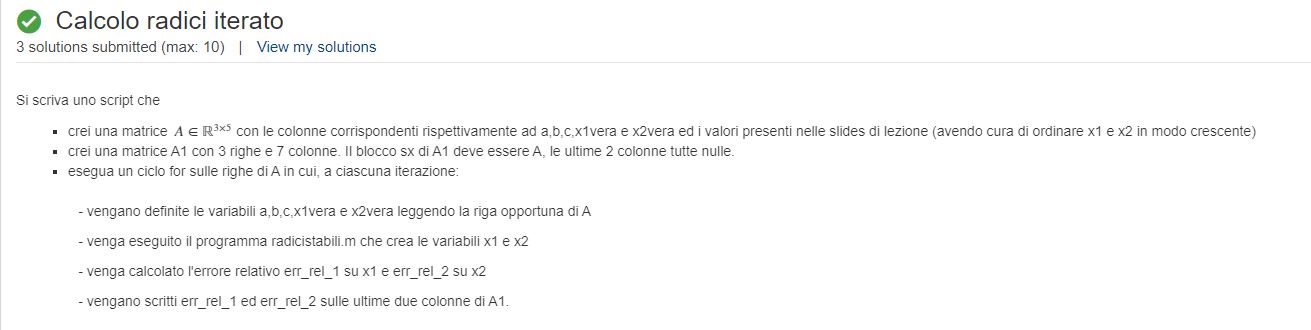 Calcolo radici iterato
3 solutions submitted (max: 10) | View my solutions
Si scriva uno script che
▪ crei una matrice A ∈ ℝ³ˣ⁵ con le colonne corrispondenti rispettivamente ad a,b,c,x1vera e x2vera ed i valori presenti nelle slides di lezione (avendo cura di ordinare x1 e x2 in modo crescente)
▪ crei una matrice A1 con 3 righe e 7 colonne. Il blocco sx di A1 deve essere A, le ultime 2 colonne tutte nulle.
▪ esegua un ciclo for sulle righe di A in cui, a ciascuna iterazione:
- vengano definite le variabili a,b,c,x1vera e x2vera leggendo la riga opportuna di A
- venga eseguito il programma radicistabili.m che crea le variabili x1 e x2
- venga calcolato l'errore relativo err_rel_1 su x1 e err_rel_2 su x2
- vengano scritti err_rel_1 ed err_rel_2 sulle ultime due colonne di A1.